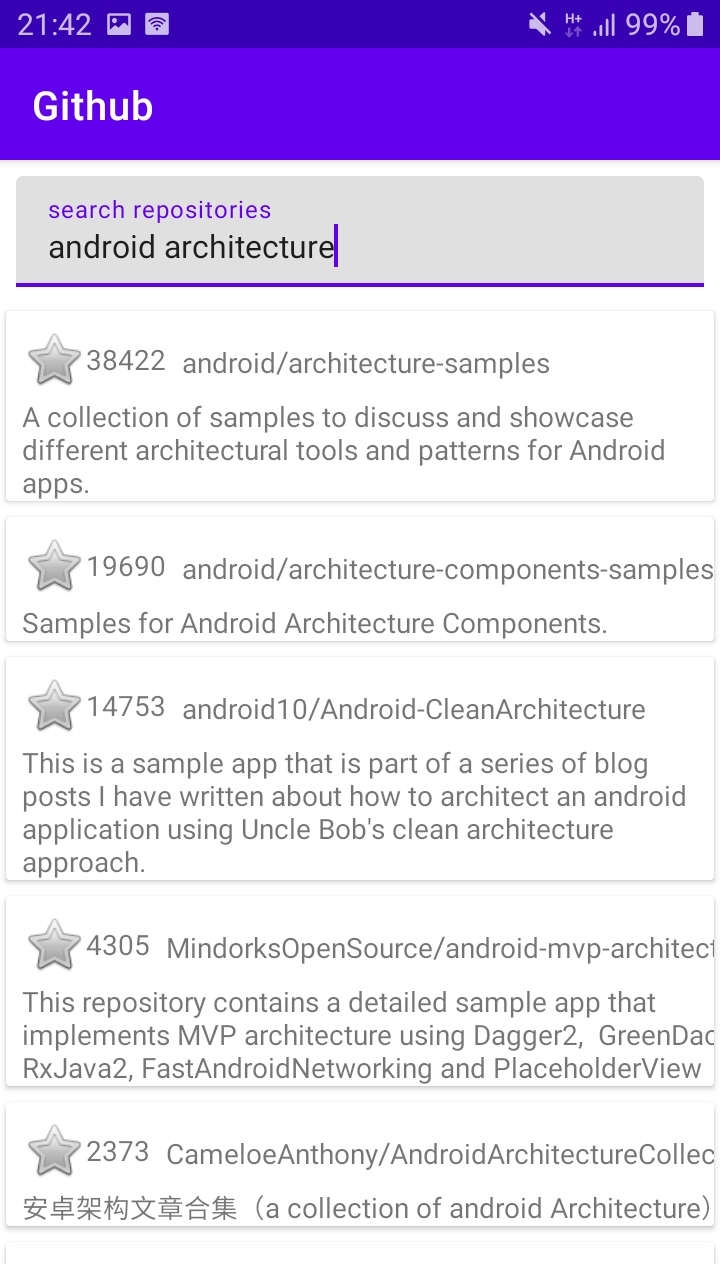 21:42 H+ 99%
Github
search repositories
android architecture
38422 android/architecture-samples
A collection of samples to discuss and showcase
different architectural tools and patterns for Android
apps.
19690 android/architecture-components-samples
Samples for Android Architecture Components.
14753 android10/Android-CleanArchitecture
This is a sample app that is part of a series of blog
posts I have written about how to architect an android
application using Uncle Bob's clean architecture
approach.
4305 MindorksOpenSource/android-mvp-architect
This repository contains a detailed sample app that
implements MVP architecture using Dagger2, GreenDao
RxJava2, FastAndroidNetworking and PlaceholderView
2373 CameloeAnthony/AndroidArchitectureCollec
安卓架构文章合集（a collection of android Architecture）